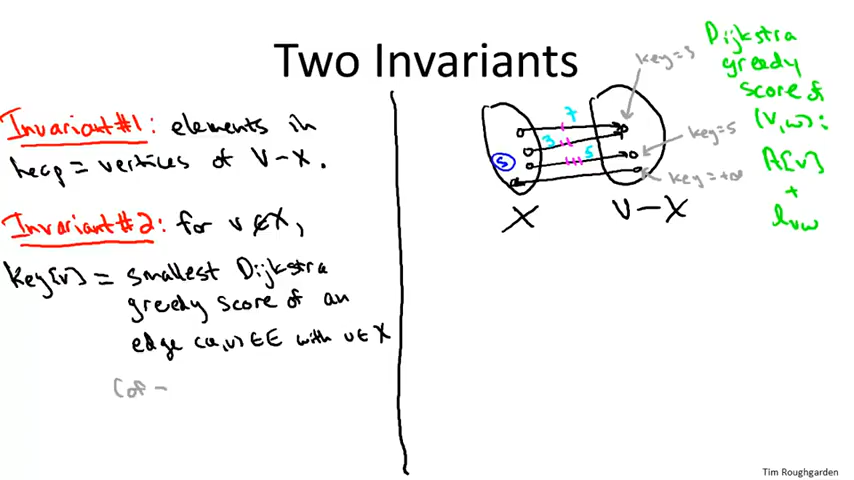 Two Invariants
Invariant #1: elements in
heap = vertices of V-X.
Invariant #2: for v∉X,
Key[v] = smallest Dijkstra
greedy score of an
edge (u,v)∈E with u∈X
(of -
7
3
5
S
X
V-X
key=3
key=5
key=+∞
Dijkstra
greedy
score of
(v,w):
A[v]
+
lvw
Tim Roughgarden